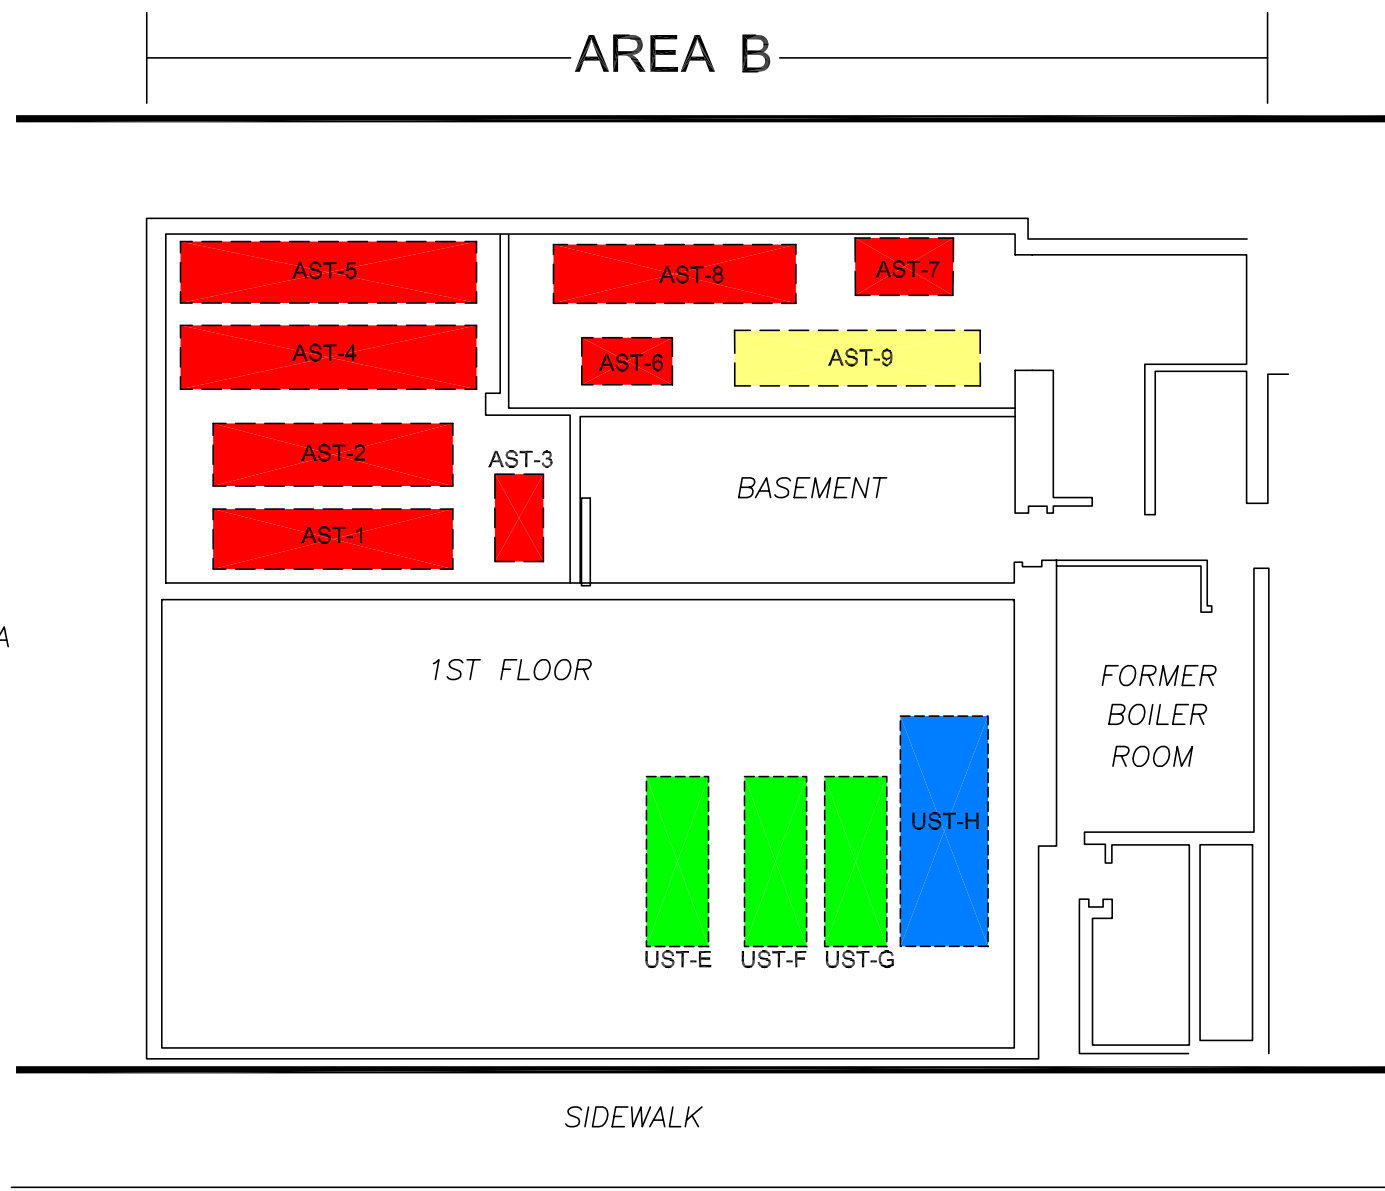 AREA B
AST-5
AST-8
AST-7
AST-4
AST-6
AST-9
AST-2
AST-3
BASEMENT
AST-1
A
1ST FLOOR
FORMER
BOILER
ROOM
UST-H
UST-E
UST-F
UST-G
SIDEWALK